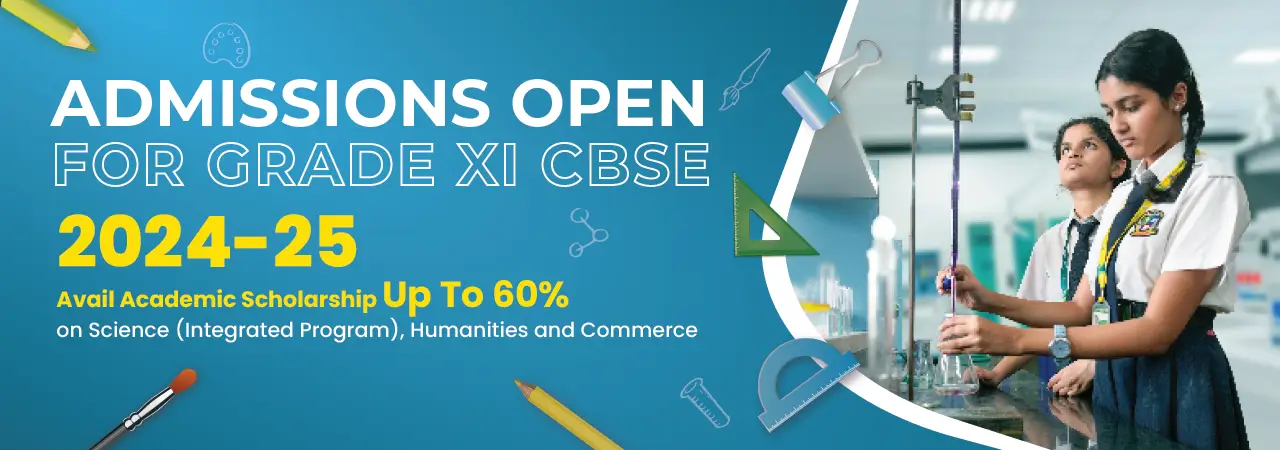 ADMISSIONS OPEN
FOR GRADE XI CBSE
2024-25
Avail Academic Scholarship Up To 60%
on Science (Integrated Program), Humanities and Commerce